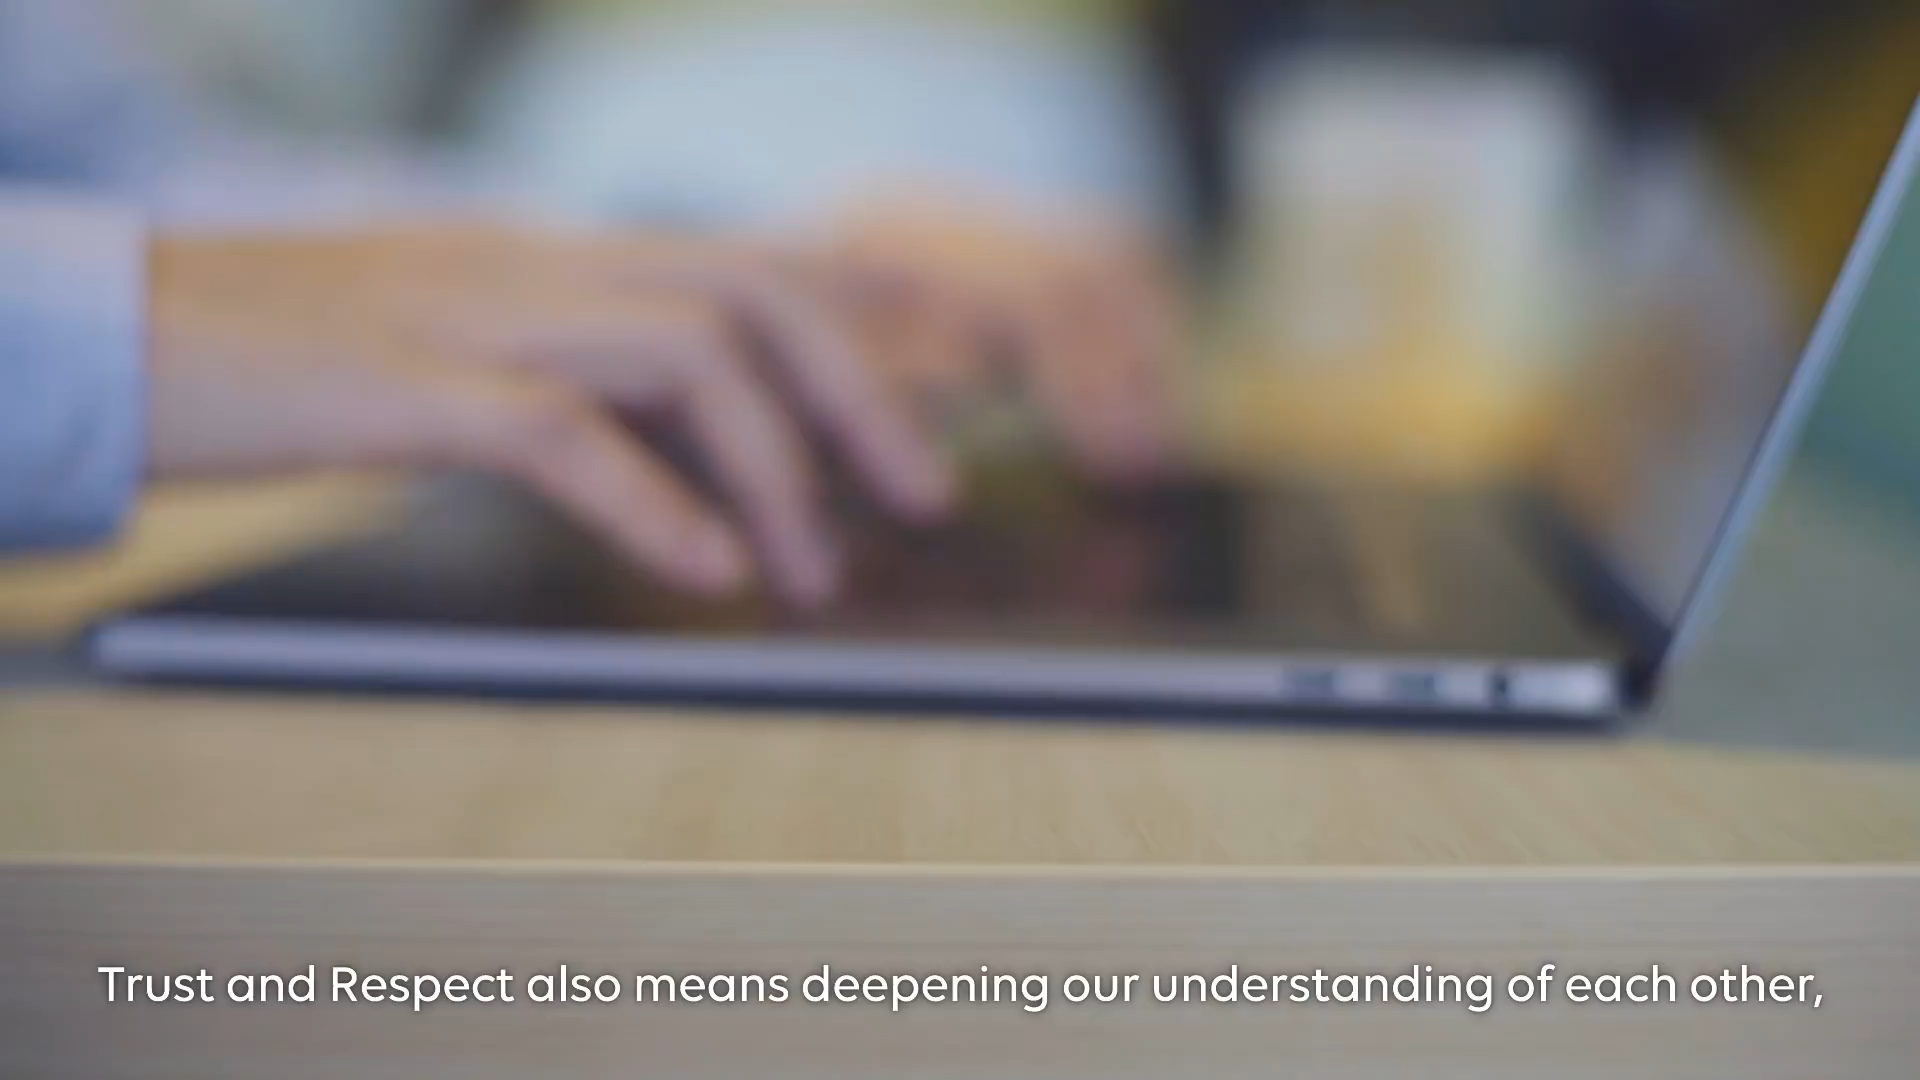 Trust and Respect also means deepening our understanding of each other,